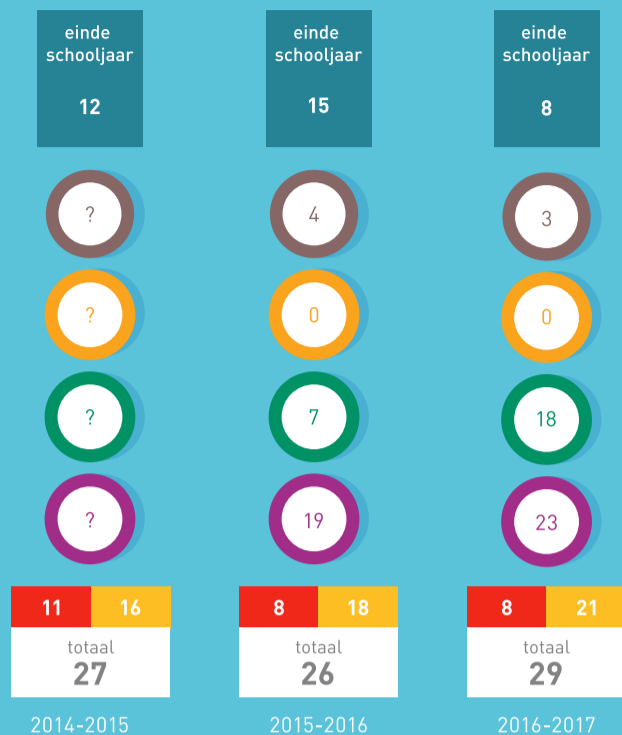 einde
schooljaar
12
einde
schooljaar
15
einde
schooljaar
8
? 4 3
? 0 0
? 7 18
? 19 23
11 16 8 18 8 21
totaal totaal totaal
27 26 29
2014-2015 2015-2016 2016-2017